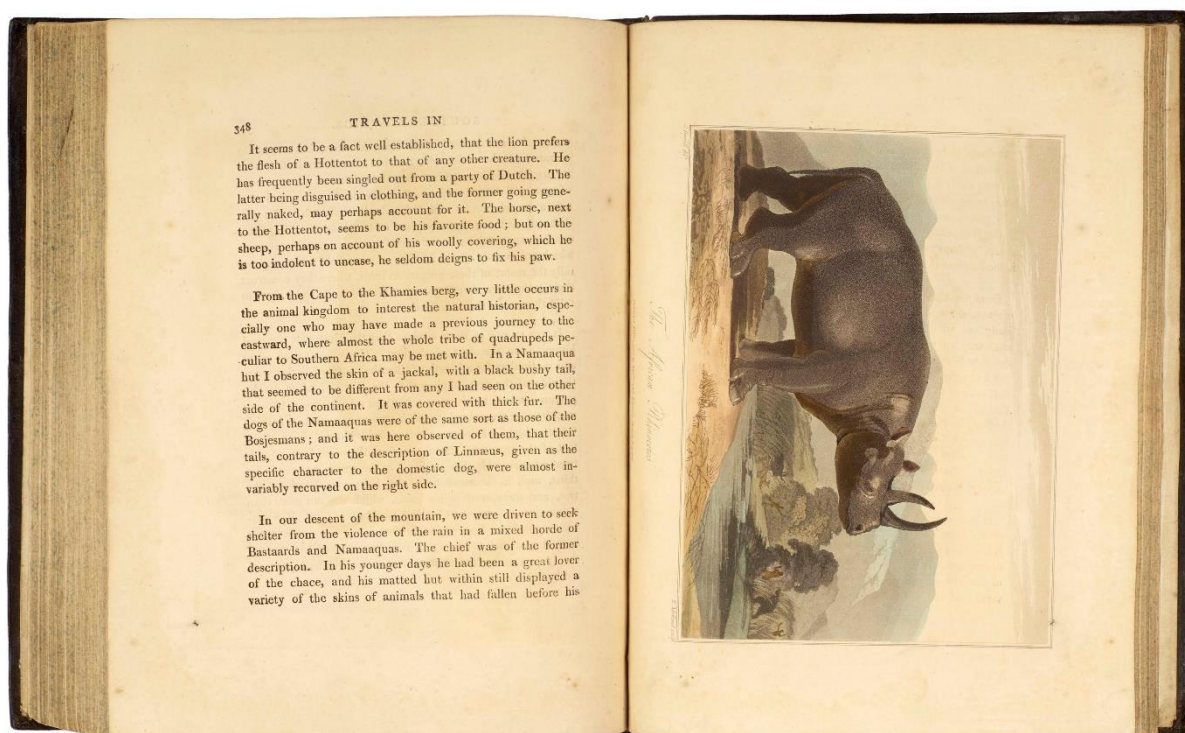 348
TRAVELS IN
It seems to be a fact well established, that the lion prefers
the flesh of a Hottentot to that of any other creature. He
has frequently been singled out from a party of Dutch. The
latter being disguised in clothing, and the former going gene-
rally naked, may perhaps account for it. The horse, next
to the Hottentot, seems to be his favorite food; but on the
sheep, perhaps on account of his woolly covering, which he
is too indolent to uncase, he seldom deigns to fix his paw.
From the Cape to the Khamies berg, very little occurs in
the animal kingdom to interest the natural historian, espe-
cially one who may have made a previous journey to the
eastward, where almost the whole tribe of quadrupeds pe-
culiar to Southern Africa may be met with. In a Namaaqua
hut I observed the skin of a jackal, with a black bushy tail,
that seemed to be different from any I had seen on the other
side of the continent. It was covered with thick fur. The
dogs of the Namaaquas were of the same sort as those of the
Bosjesmans; and it was here observed of them, that their
tails, contrary to the description of Linnæus, given as the
specific character to the domestic dog, were almost in-
variably recurved on the right side.
In our descent of the mountain, we were driven to seek
shelter from the violence of the rain in a mixed horde of
Bastaards and Namaaquas. The chief was of the former
description. In his younger days he had been a great lover
of the chace, and his matted hut within still displayed a
variety of the skins of animals that had fallen before his
The African Rhinoceros